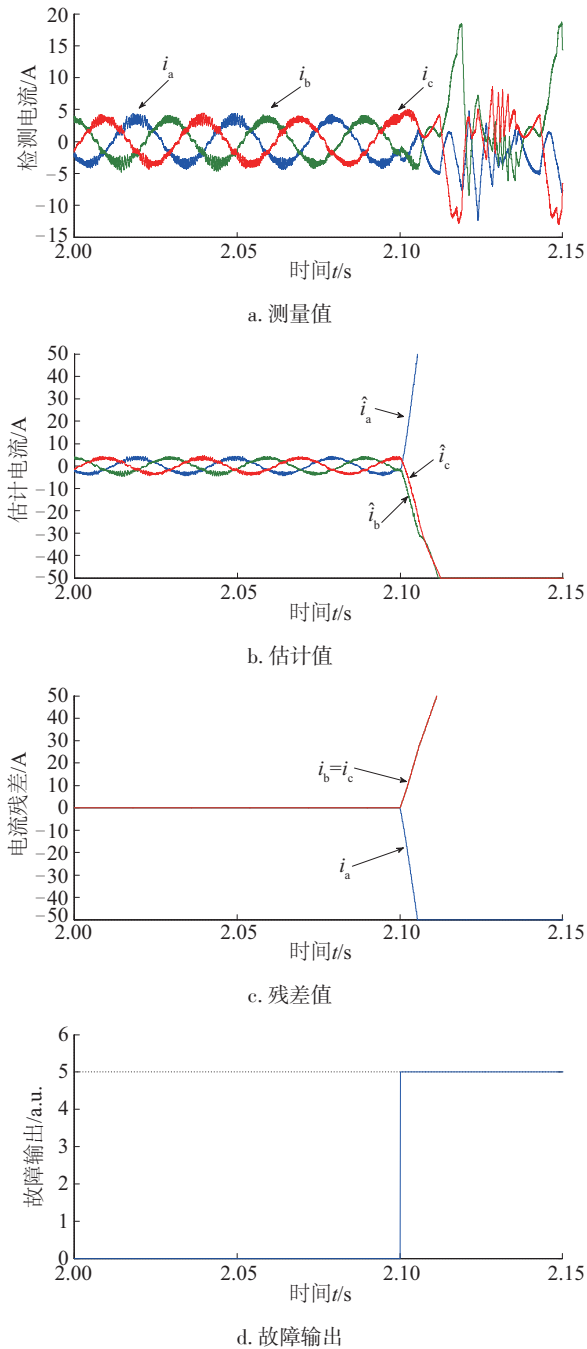 20
15
10
5
0
−5
−10
−15
检测电流/A
i_a
i_b
i_c
2.00
2.05
2.10
2.15
时间t/s
a. 测量值
50
40
30
20
10
0
−10
−20
−30
−40
−50
估计电流/A
î_a
î_c
î_b
2.00
2.05
2.10
2.15
时间t/s
b. 估计值
50
40
30
20
10
0
−10
−20
−30
−40
−50
电流残差/A
i_b=i_c
i_a
2.00
2.05
2.10
2.15
时间t/s
c. 残差值
6
5
4
3
2
1
0
故障输出/a.u.
2.00
2.05
2.10
2.15
时间t/s
d. 故障输出